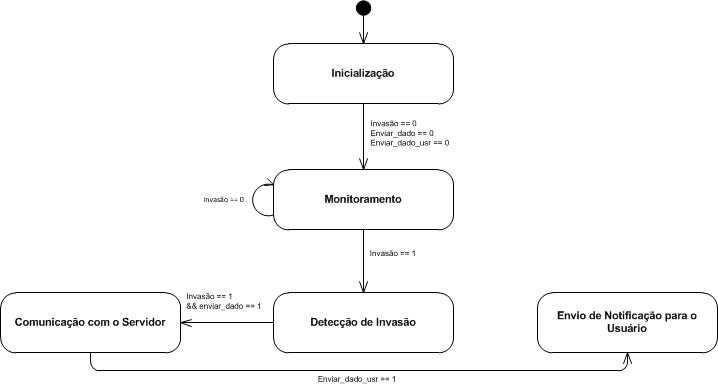 Inicialização
Invasão == 0
Enviar_dado == 0
Enviar_dado_usr == 0
Monitoramento
Invasão == 0
Invasão == 1
Invasão == 1
&& enviar_dado == 1
Comunicação com o Servidor
Detecção de Invasão
Envio de Notificação para o
Usuário
Enviar_dado_usr == 1